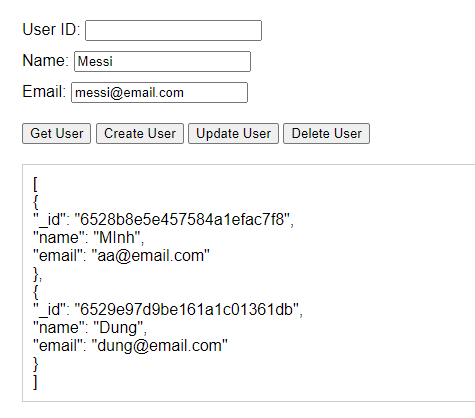 User ID:
Name: Messi
Email: messi@email.com
Get User Create User Update User Delete User
[
{
"_id": "6528b8e5e457584a1efac7f8",
"name": "MInh",
"email": "aa@email.com"
},
{
"_id": "6529e97d9be161a1c01361db",
"name": "Dung",
"email": "dung@email.com"
}
]